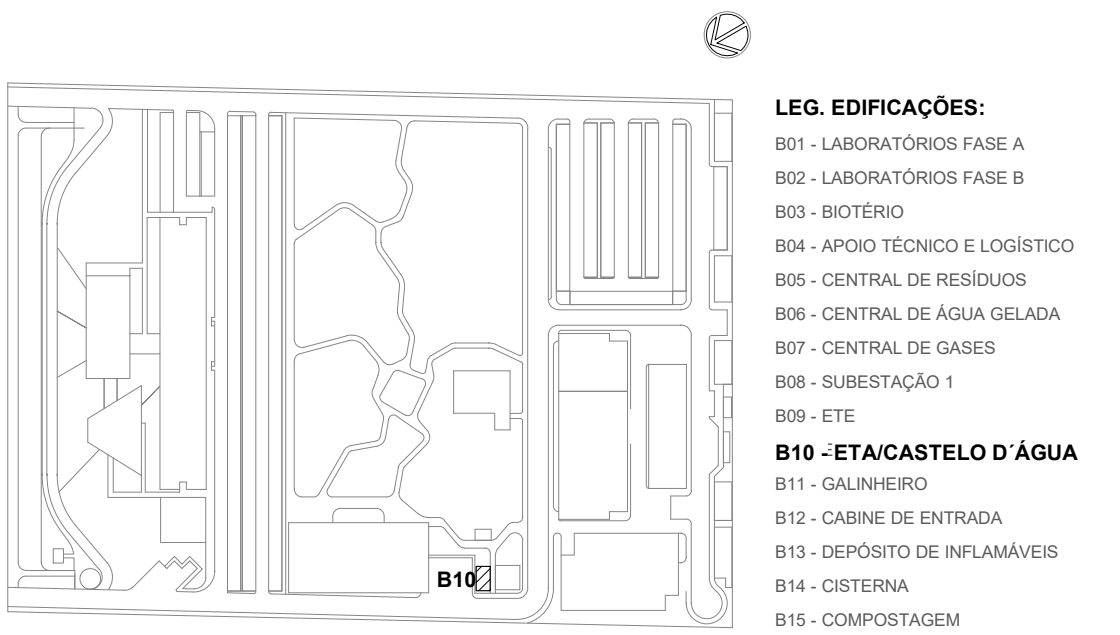 LEG. EDIFICAÇÕES:
B01 - LABORATÓRIOS FASE A
B02 - LABORATÓRIOS FASE B
B03 - BIOTÉRIO
B04 - APOIO TÉCNICO E LOGÍSTICO
B05 - CENTRAL DE RESÍDUOS
B06 - CENTRAL DE ÁGUA GELADA
B07 - CENTRAL DE GASES
B08 - SUBESTAÇÃO 1
B09 - ETE
B10 - ETA/CASTELO D´ÁGUA
B11 - GALINHEIRO
B12 - CABINE DE ENTRADA
B13 - DEPÓSITO DE INFLAMÁVEIS
B14 - CISTERNA
B15 - COMPOSTAGEM
B10